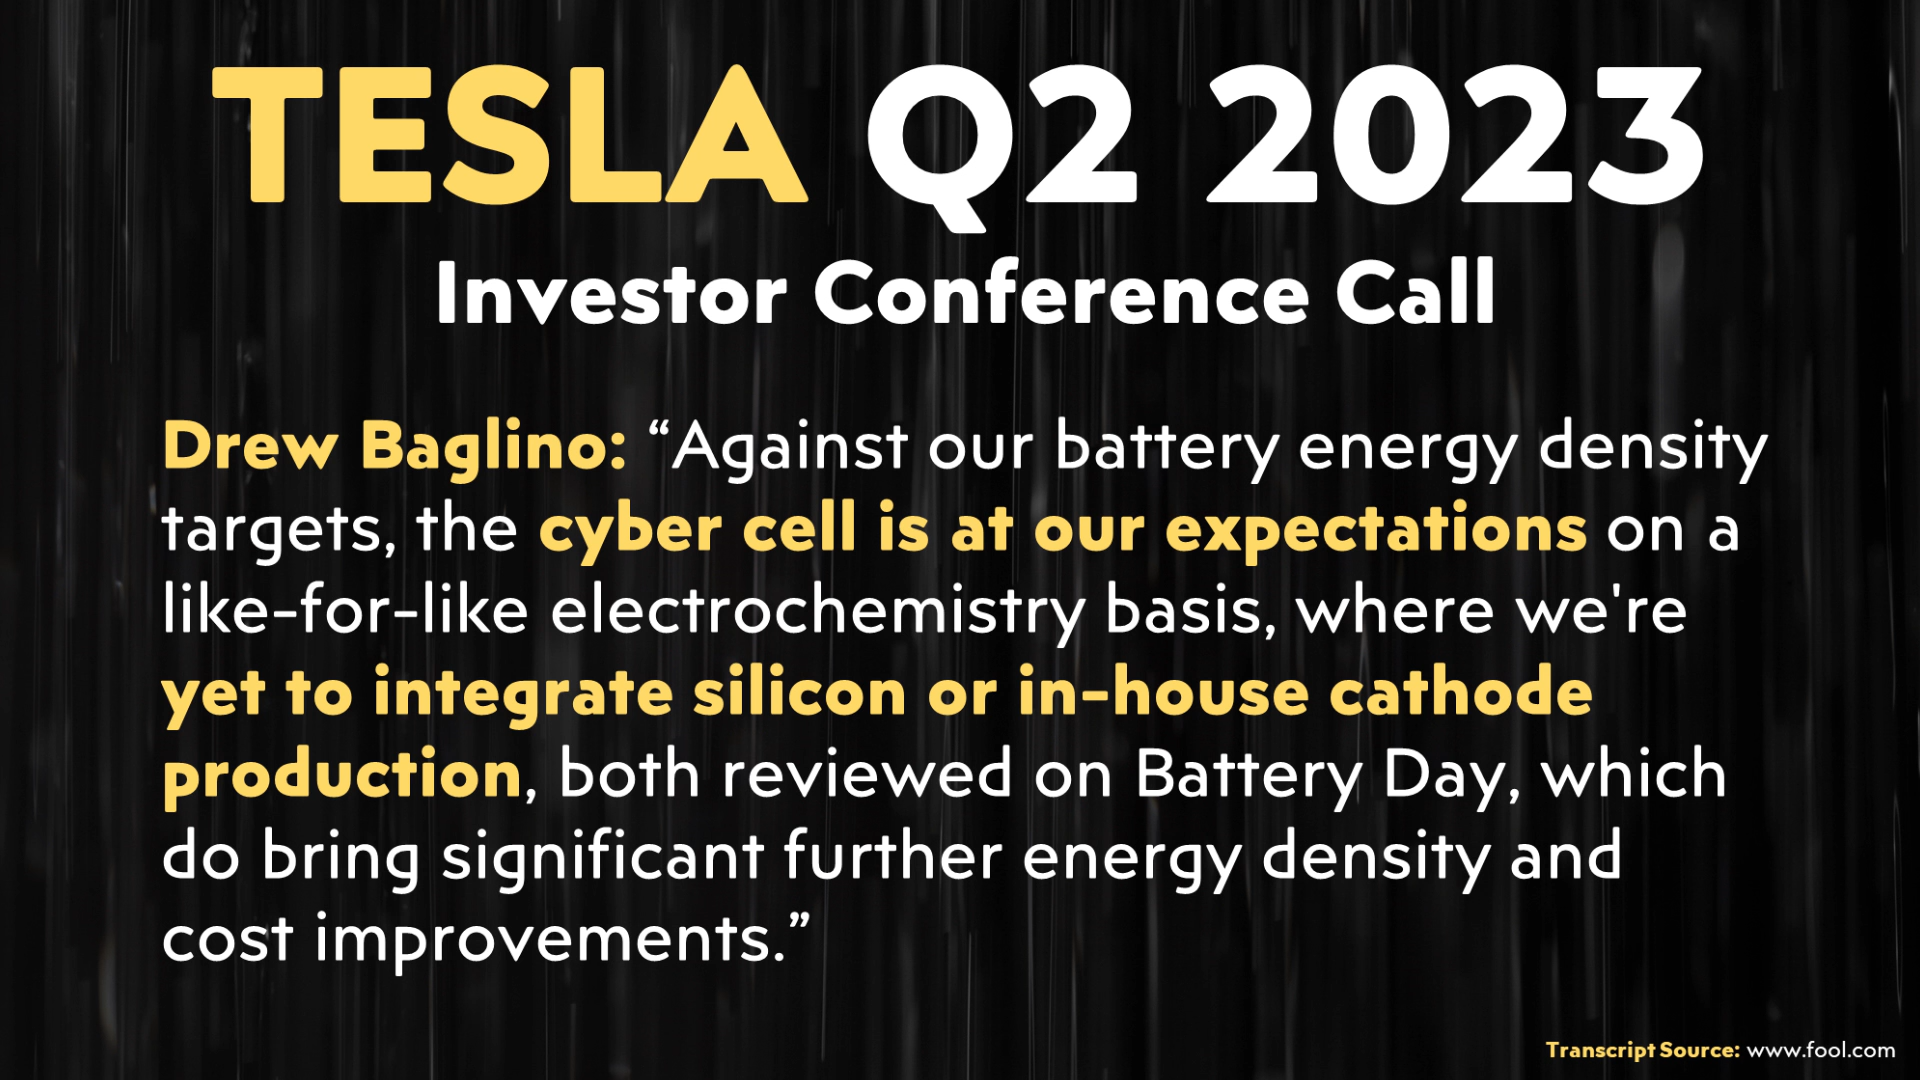 TESLA Q2 2023
Investor Conference Call
Drew Baglino: “Against our battery energy density
targets, the cyber cell is at our expectations on a
like-for-like electrochemistry basis, where we're
yet to integrate silicon or in-house cathode
production, both reviewed on Battery Day, which
do bring significant further energy density and
cost improvements.”
Transcript Source: www.fool.com